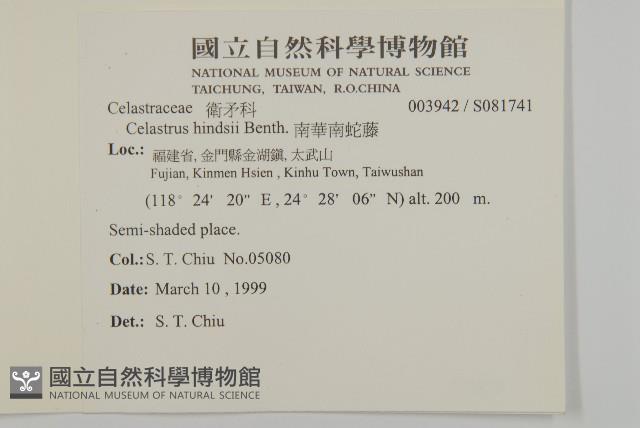 國立自然科學博物館
NATIONAL MUSEUM OF NATURAL SCIENCE
TAICHUNG, TAIWAN, R.O.CHINA
Celastraceae 衛矛科 003942 / S081741
Celastrus hindsii Benth. 南華南蛇藤
Loc.: 福建省, 金門縣金湖鎮, 太武山
Fujian, Kinmen Hsien , Kinhu Town, Taiwushan
(118° 24' 20" E , 24° 28' 06" N) alt. 200 m.
Semi-shaded place.
Col.: S. T. Chiu No.05080
Date: March 10 , 1999
Det.: S. T. Chiu
國立自然科學博物館
NATIONAL MUSEUM OF NATURAL SCIENCE